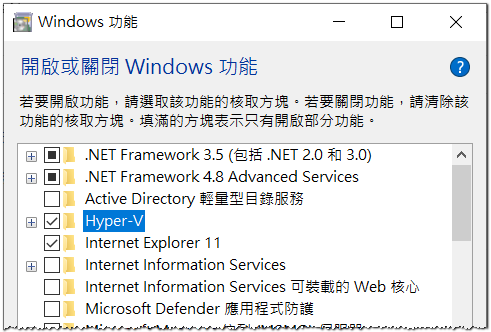 Windows 功能
開啟或關閉 Windows 功能
若要開啟功能，請選取該功能的核取方塊。若要關閉功能，請清除該
功能的核取方塊。填滿的方塊表示只有開啟部分功能。
.NET Framework 3.5 (包括 .NET 2.0 和 3.0)
.NET Framework 4.8 Advanced Services
Active Directory 輕量型目錄服務
Hyper-V
Internet Explorer 11
Internet Information Services
Internet Information Services 可裝載的 Web 核心
Microsoft Defender 應用程式防護